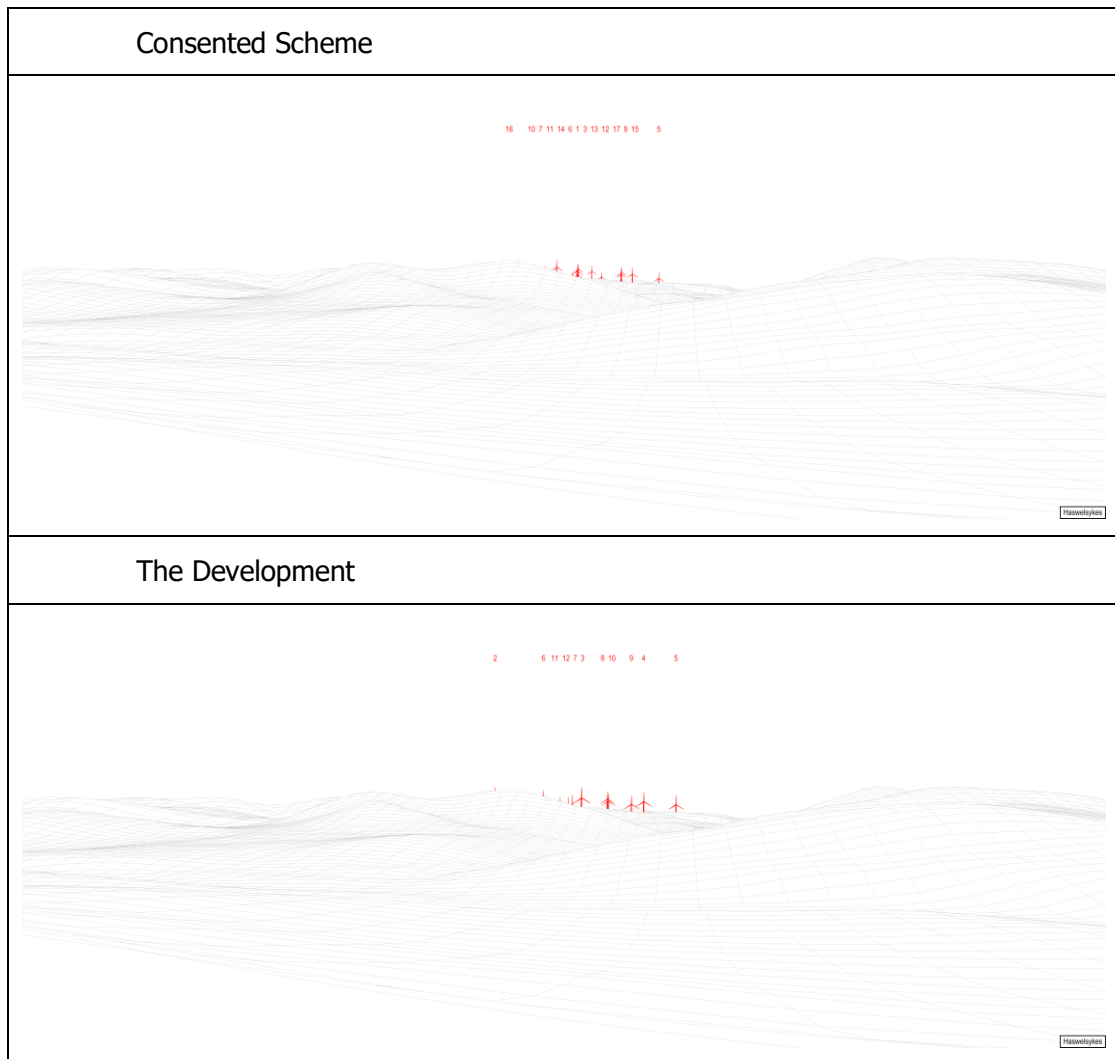 Consented Scheme
16 10 7 11 14 6 1 3 13 12 17 9 15 5
Haswelsykes
The Development
2 6 11 12 7 3 8 10 9 4 5
Haswelsykes